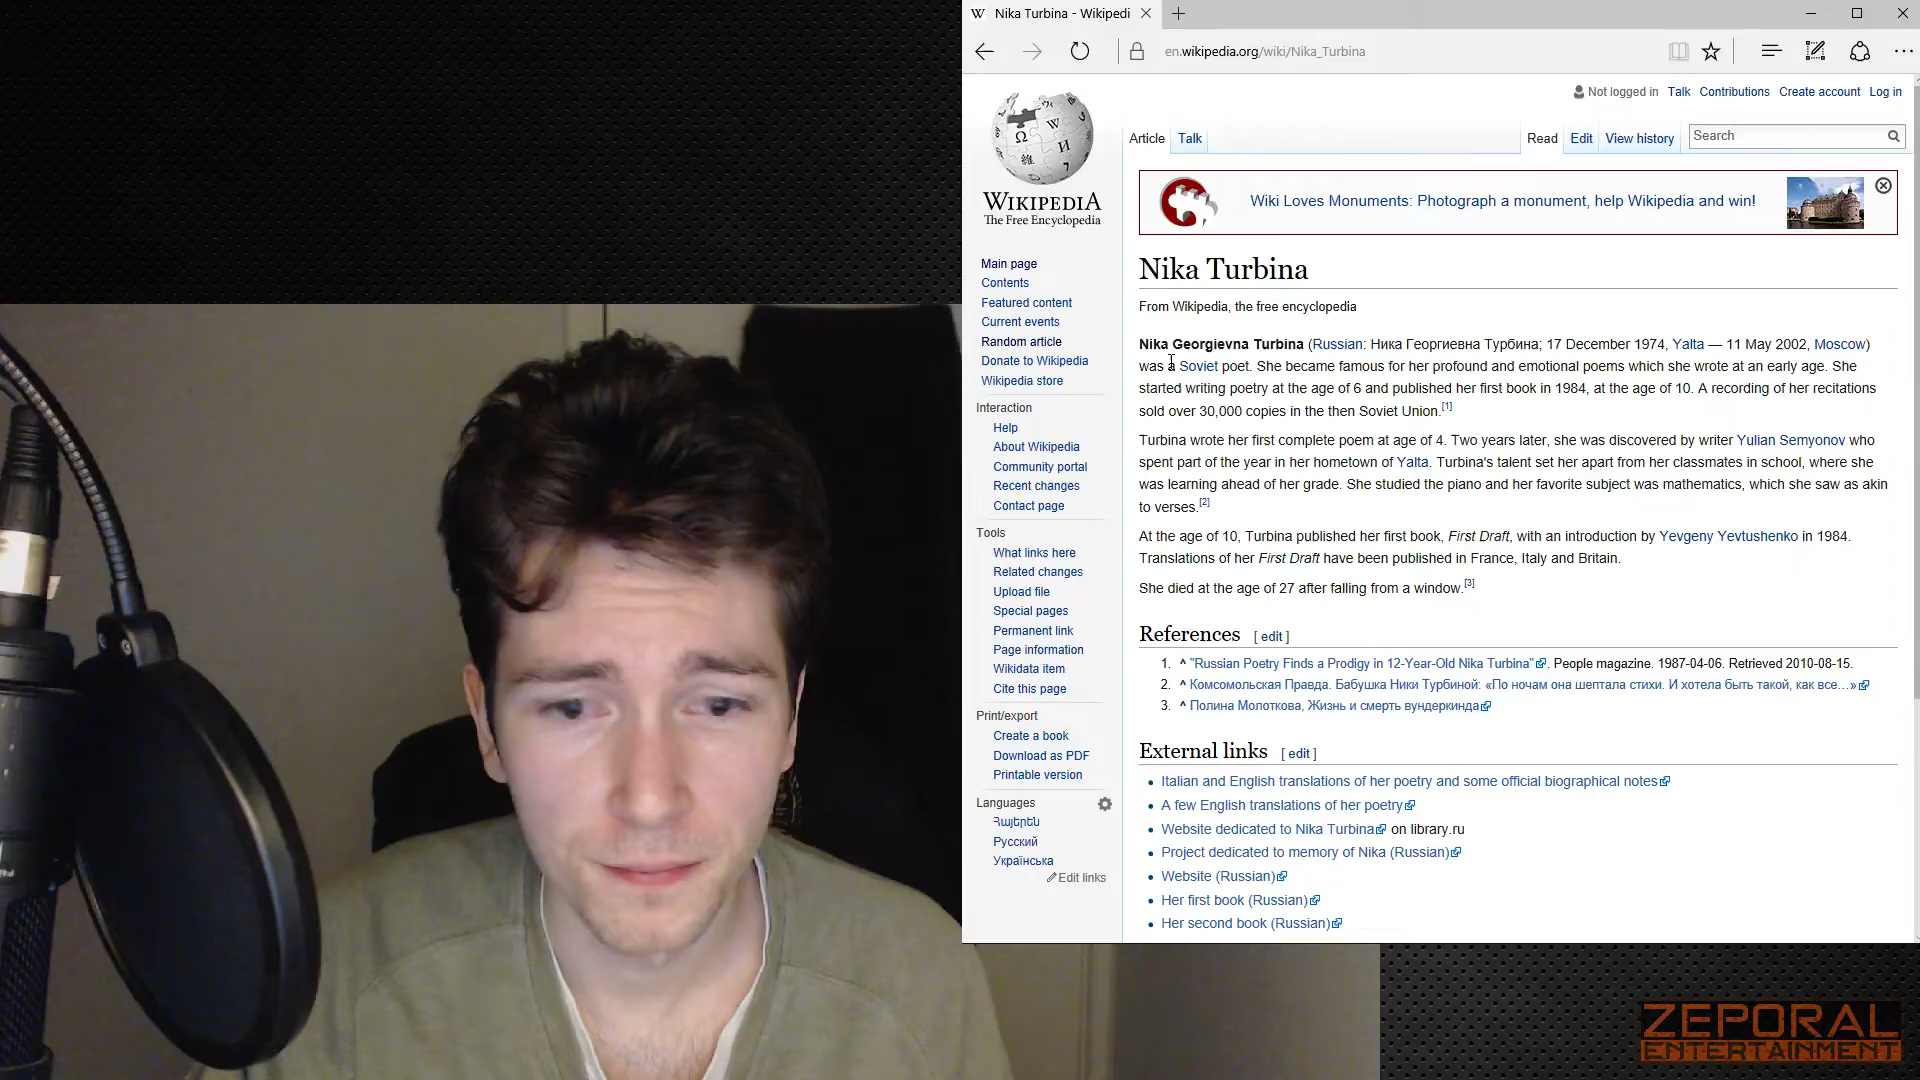 Nika Turbina - Wikipedi
en.wikipedia.org/wiki/Nika_Turbina
Not logged in Talk Contributions Create account Log in
Article Talk Read Edit View history Search
WIKIPEDIA
The Free Encyclopedia
Wiki Loves Monuments: Photograph a monument, help Wikipedia and win!
Main page
Contents
Featured content
Current events
Random article
Donate to Wikipedia
Wikipedia store
Interaction
Help
About Wikipedia
Community portal
Recent changes
Contact page
Tools
What links here
Related changes
Upload file
Special pages
Permanent link
Page information
Wikidata item
Cite this page
Print/export
Create a book
Download as PDF
Printable version
Languages
Հայերեն
Русский
Українська
Edit links
Nika Turbina
From Wikipedia, the free encyclopedia
Nika Georgievna Turbina (Russian: Ника Георгиевна Турбина; 17 December 1974, Yalta — 11 May 2002, Moscow)
was a Soviet poet. She became famous for her profound and emotional poems which she wrote at an early age. She
started writing poetry at the age of 6 and published her first book in 1984, at the age of 10. A recording of her recitations
sold over 30,000 copies in the then Soviet Union.[1]
Turbina wrote her first complete poem at age of 4. Two years later, she was discovered by writer Yulian Semyonov who
spent part of the year in her hometown of Yalta. Turbina's talent set her apart from her classmates in school, where she
was learning ahead of her grade. She studied the piano and her favorite subject was mathematics, which she saw as akin
to verses.[2]
At the age of 10, Turbina published her first book, First Draft, with an introduction by Yevgeny Yevtushenko in 1984.
Translations of her First Draft have been published in France, Italy and Britain.
She died at the age of 27 after falling from a window.[3]
References [ edit ]
1. ^ "Russian Poetry Finds a Prodigy in 12-Year-Old Nika Turbina". People magazine. 1987-04-06. Retrieved 2010-08-15.
2. ^ Комсомольская Правда. Бабушка Ники Турбиной: «По ночам она шептала стихи. И хотела быть такой, как все...»
3. ^ Полина Молоткова, Жизнь и смерть вундеркинда
External links [ edit ]
• Italian and English translations of her poetry and some official biographical notes
• A few English translations of her poetry
• Website dedicated to Nika Turbina on library.ru
• Project dedicated to memory of Nika (Russian)
• Website (Russian)
• Her first book (Russian)
• Her second book (Russian)
ZEPORAL
ENTERTAINMENT